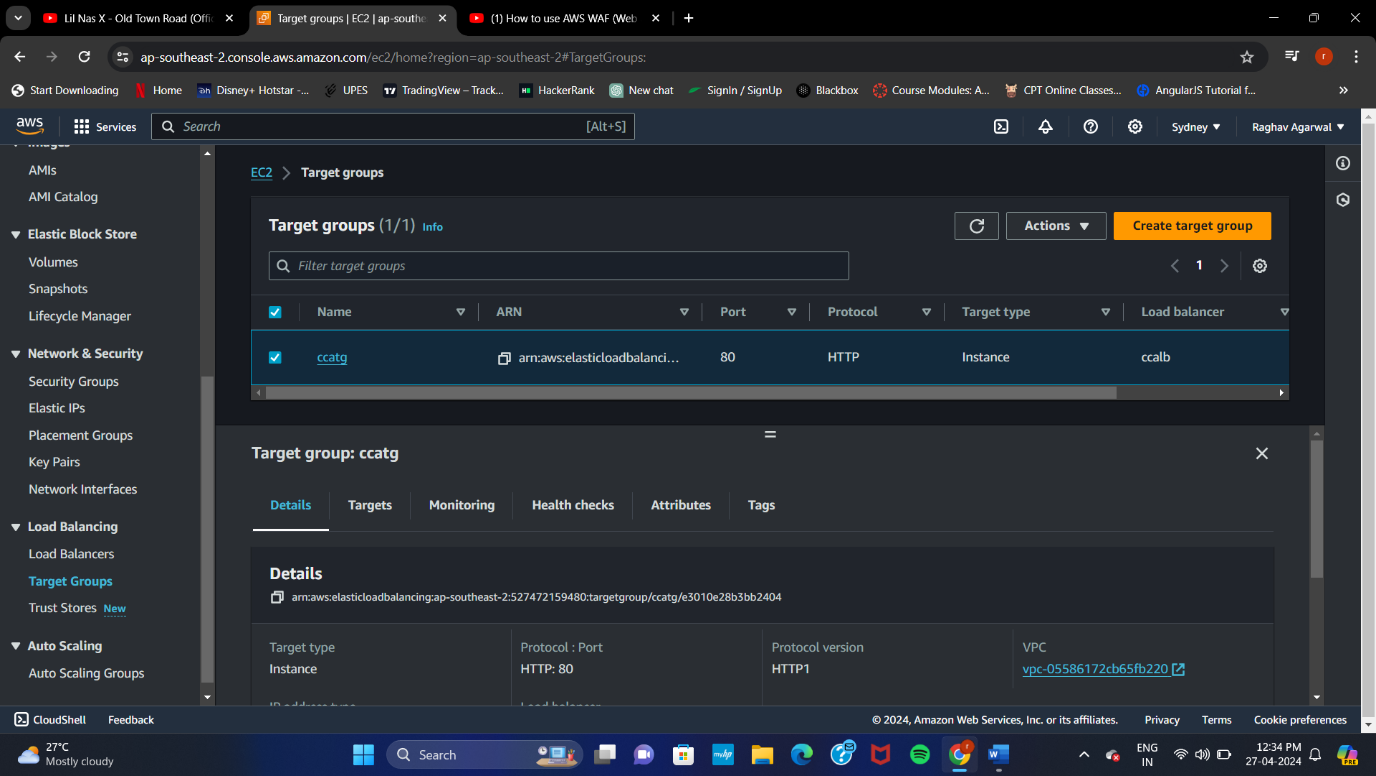 Lil Nas X - Old Town Road (Offic
Target groups | EC2 | ap-southe
(1) How to use AWS WAF (Web
ap-southeast-2.console.aws.amazon.com/ec2/home?region=ap-southeast-2#TargetGroups:
r
Start Downloading
Home
Disney+ Hotstar -...
UPES
TradingView – Track...
HackerRank
New chat
SignIn / SignUp
Blackbox
Course Modules: A...
CPT Online Classes...
AngularJS Tutorial f...
aws
Services
Search
[Alt+S]
Sydney
Raghav Agarwal
Images
AMIs
AMI Catalog
Elastic Block Store
Volumes
Snapshots
Lifecycle Manager
Network & Security
Security Groups
Elastic IPs
Placement Groups
Key Pairs
Network Interfaces
Load Balancing
Load Balancers
Target Groups
Trust Stores New
Auto Scaling
Auto Scaling Groups
EC2 > Target groups
Target groups (1/1) Info
Actions
Create target group
Filter target groups
1
Name ARN Port Protocol Target type Load balancer
ccatg arn:aws:elasticloadbalanci... 80 HTTP Instance ccalb
Target group: ccatg
Details Targets Monitoring Health checks Attributes Tags
Details
arn:aws:elasticloadbalancing:ap-southeast-2:527472159480:targetgroup/ccatg/e3010e28b3bb2404
Target type
Instance
Protocol : Port
HTTP: 80
Protocol version
HTTP1
VPC
vpc-05586172cb65fb220
IP address type
Load balancer
CloudShell Feedback
© 2024, Amazon Web Services, Inc. or its affiliates. Privacy Terms Cookie preferences
27°C
Mostly cloudy
Search
ENG
IN
12:34 PM
27-04-2024